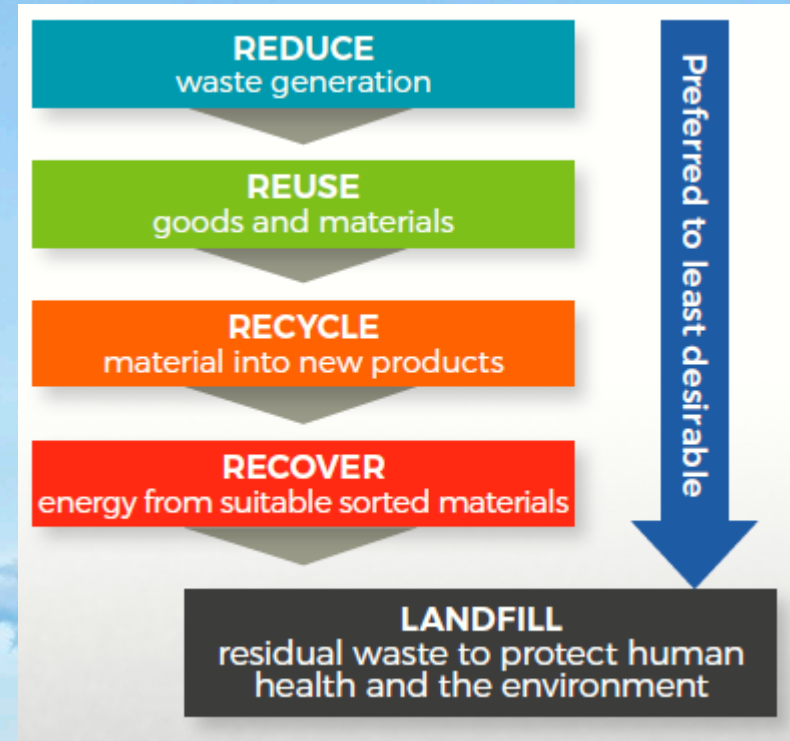 REDUCE
waste generation
REUSE
goods and materials
RECYCLE
material into new products
RECOVER
energy from suitable sorted materials
LANDFILL
residual waste to protect human
health and the environment
Preferred to least desirable